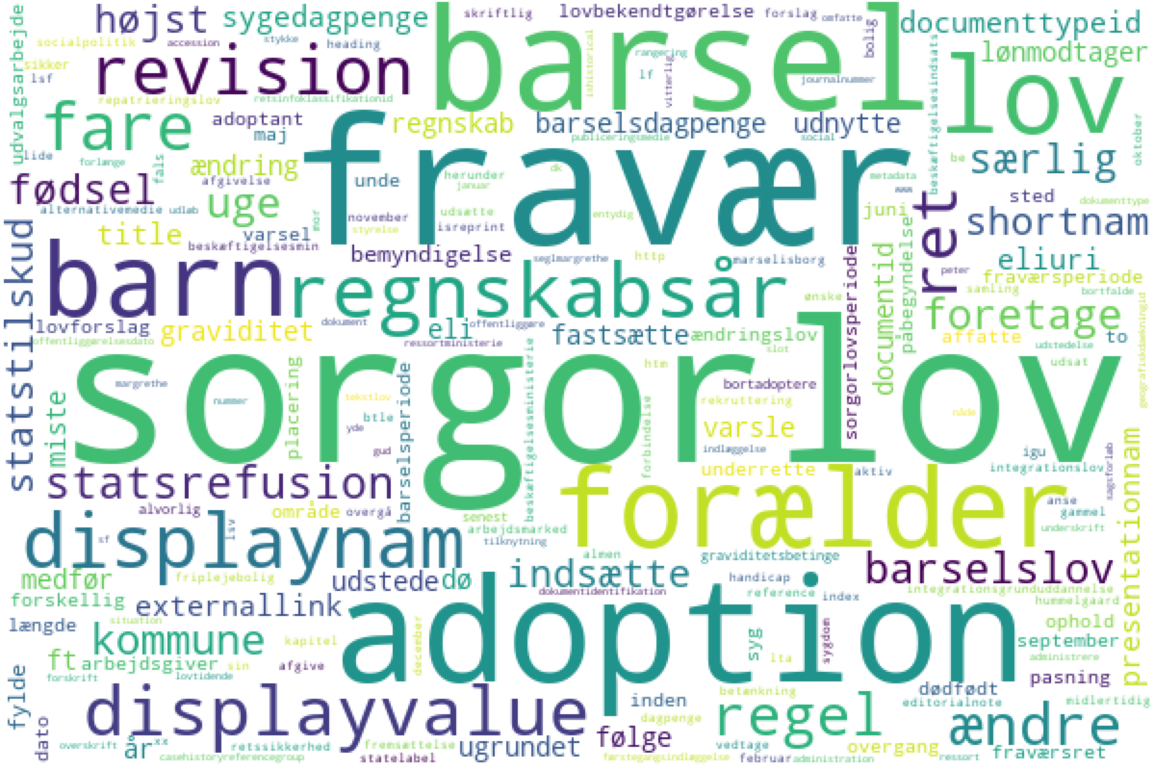 højst
sygedagpenge
skriftlig
lovbekendtgørelse
forslag
omfatte
documenttypeid
socialpolitik
accession
stykke
heading
revision
barsel
bolig
lønmodtager
sikker
lsf
udvalgsarbejde
repatrieringslov
retsinfoklassifikationid
ishistorical
rangering
lf
vitterlig
journalnummer
lov
fare
adoptant
maj
regnskab
barselsdagpenge
udnytte
publiceringsmedie
social
beskæftigelsesindsats
oktober
lide
forlænge
fals
ændring
afgivelse
fravær
særlig
be
dk
metadata
www
dokumenttype
fødsel
unde
herunder
januar
alternativemedie
udløb
uge
mor
november
styrelse
udsætte
isreprint
entydig
juni
ret
sted
shortnam
title
varsel
beskæftigelsesmin
bemyndigelse
seglmargrethe
http
marselisborg
documentid
påbegyndelse
eliuri
peter
statstilskud
barn
regnskabsår
ønske
sorgorlovsperiode
fraværsperiode
samling
bortfalde
foretage
lovforslag
graviditet
dokument
eli
offentliggøre
fastsætte
ændringslov
affatte
to
offentliggørelsesdato
ressortministerie
slot
udstedelse
geografiskdaekningid
sorgorlov
margrethe
nummer
placering
tekstlov
btle
yde
gud
barselsperiode
beskæftigelsesministerie
htm
bortadoptere
rekruttering
nåde
udsat
miste
forbindelse
varsle
indlæggelse
igu
integrationslov
statsrefusion
underrette
aktiv
sagsforløb
alvorlig
område
overgå
senest
forælder
anse
gammel
underskrift
displaynam
sf
lsv
arbejdsmarked
tilknytning
almen
graviditetsbetinge
barselslov
presentationnam
medfør
friplejebolig
udstede
dø
indsætte
handicap
dokumentidentifikation
reference
index
integrationsgrunduddannelse
hummelgaard
forskellig
externallink
længde
situation
adoption
ophold
kommune
kapitel
december
syg
sygdom
september
ft
arbejdsgiver
sin
afgive
lta
administrere
forskrift
lovtidende
pasning
fylde
displayvalue
inden
betænkning
dødfødt
editorialnote
midlertidig
dato
dagpenge
regel
ændre
overskrift
år
xx
retssikkerhed
fremsættelse
ugrundet
følge
vedtage
overgang
fraværsret
casehistoryreferencegroup
statelabel
førstegangsindlæggelse
februar
administration
ressort